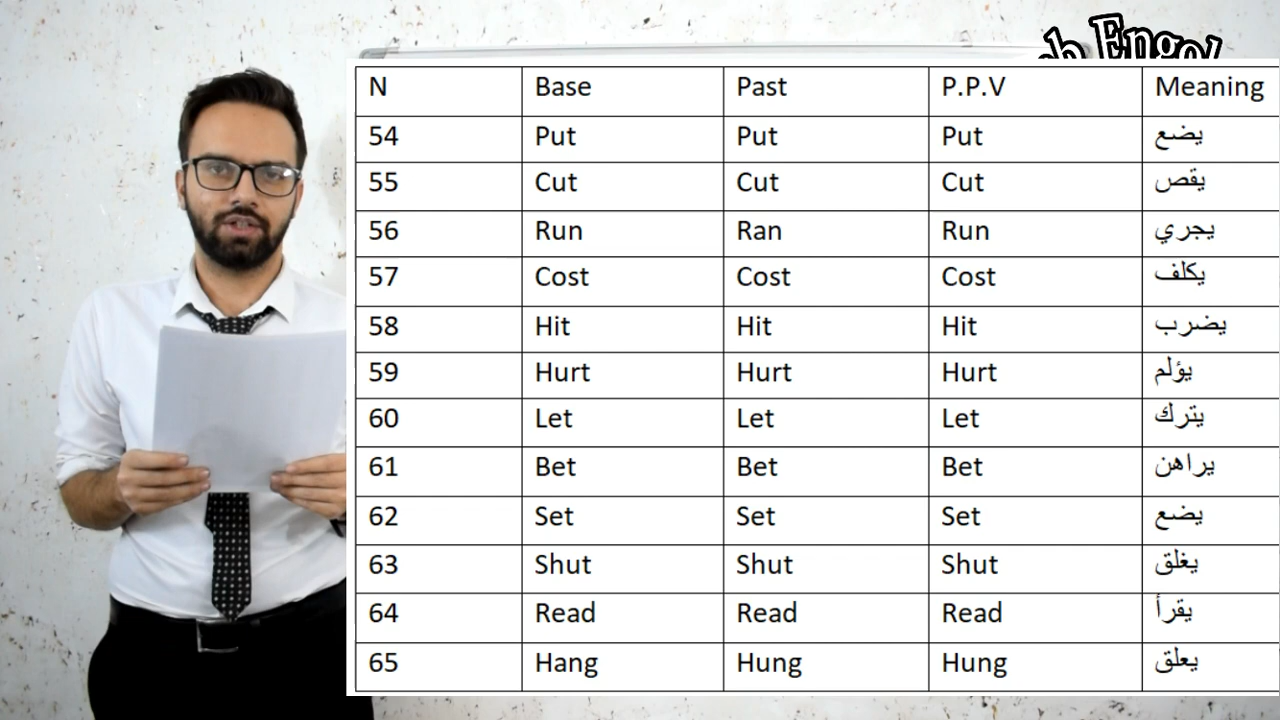 Engol
N Base Past P.P.V Meaning
54 Put Put Put يضع
55 Cut Cut Cut يقص
56 Run Ran Run يجري
57 Cost Cost Cost يكلف
58 Hit Hit Hit يضرب
59 Hurt Hurt Hurt يؤلم
60 Let Let Let يترك
61 Bet Bet Bet يراهن
62 Set Set Set يضع
63 Shut Shut Shut يغلق
64 Read Read Read يقرأ
65 Hang Hung Hung يعلق